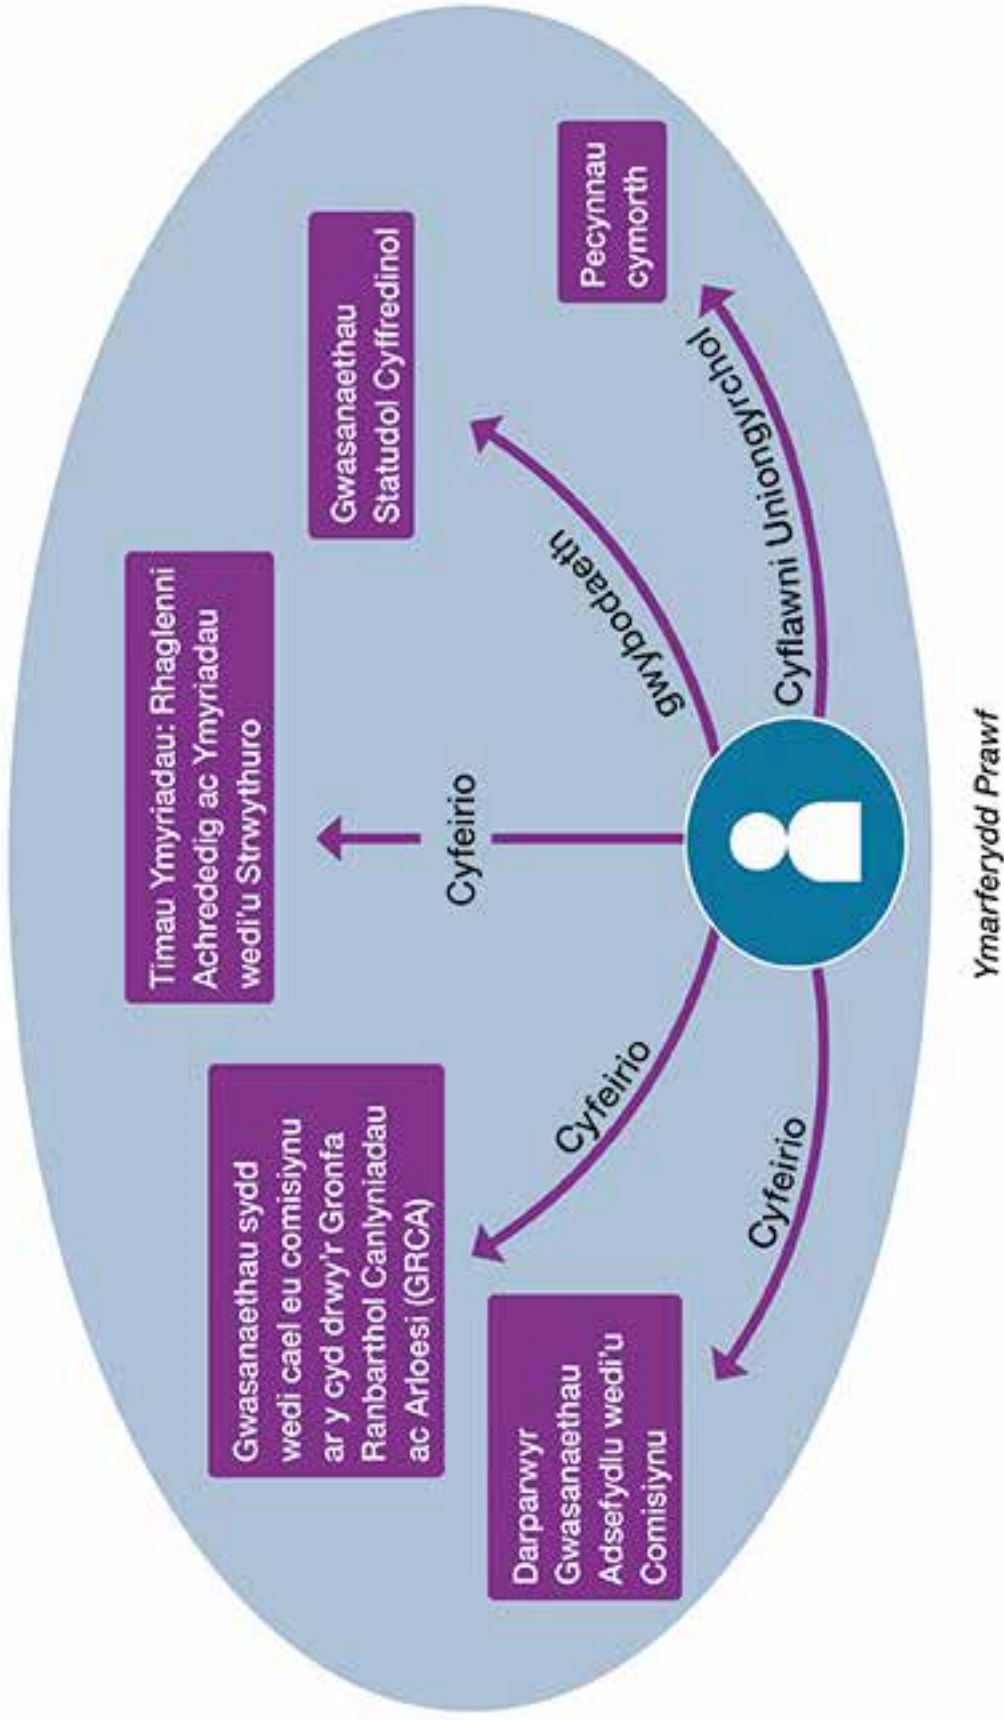 Darparwyr
Gwasanaethau
Adsefydlu wedi'u
Comisiynu
Cyfeirio
Gwasanaethau sydd
wedi cael eu comisiynu
ar y cyd drwy'r Gronfa
Ranbarthol Canlyniadau
ac Arloesi (GRCA)
Cyfeirio
Timau Ymyriadau: Rhaglenni
Achrededig ac Ymyriadau
wedi'u Strwythuro
Cyfeirio
Gwasanaethau
Statudol Cyffredinol
gwybodaeth
Pecynnau
cymorth
Cyflawni Uniongyrchol
Ymarferydd Prawf